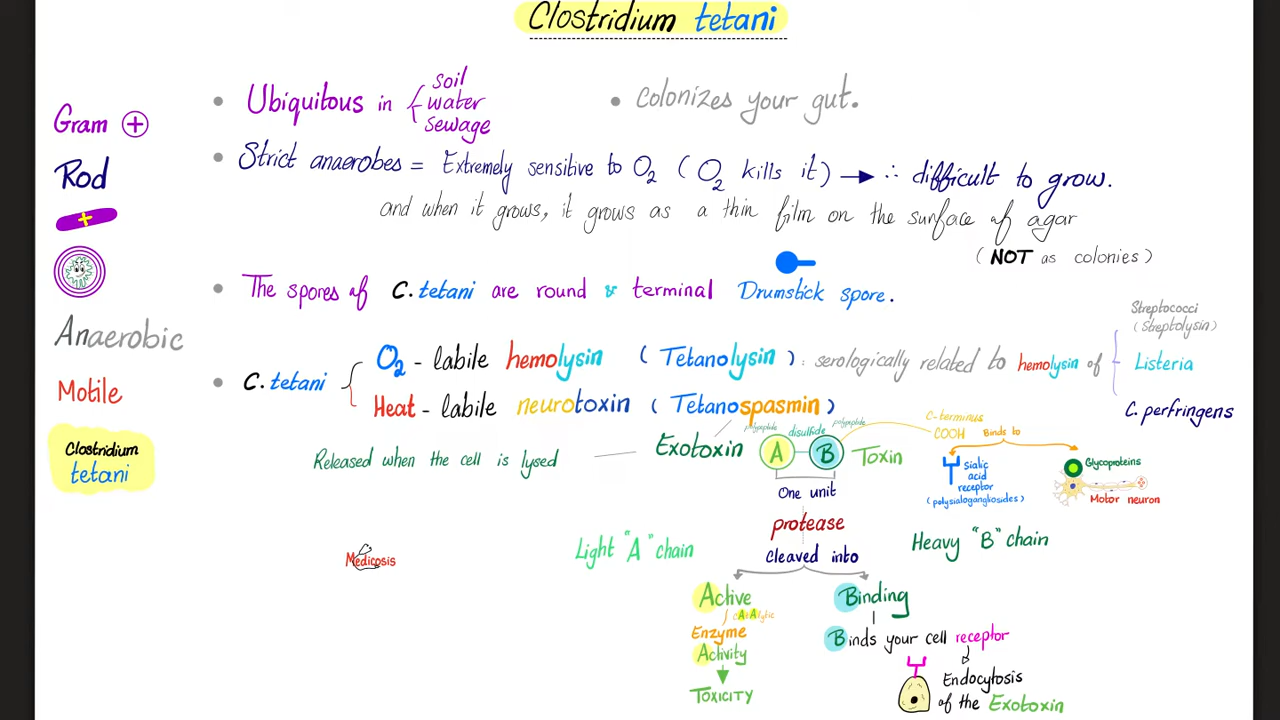 Clostridium tetani
Gram +
Rod
+
Anaerobic
Motile
Clostridium
tetani
• Ubiquitous in { soil
water
sewage
• Colonizes your gut.
• Strict anaerobes = Extremely sensitive to O2 (O2 kills it) → ∴ difficult to grow.
and when it grows, it grows as a thin film on the surface of agar
(NOT as colonies)
• The spores of C. tetani are round & terminal Drumstick spore.
• C. tetani
O2 - labile hemolysin (Tetanolysin) : serologically related to hemolysin of
Streptococci
(Streptolysin)
Listeria
C. perfringens
Heat - labile neurotoxin (Tetanospasmin)
Released when the cell is lysed
Exotoxin
polypeptide
A
disulfide
polypeptide
B
Toxin
C-terminus
COOH Binds to
sialic
acid
receptor
(polysialogangliosides)
Glycoproteins
Motor neuron
One unit
protease
Cleaved into
Light "A" chain
Heavy "B" chain
Medicosis
Active
CAtAlytic
Enzyme
Activity
TOXICITY
Binding
Binds your cell receptor
Endocytosis
of the Exotoxin